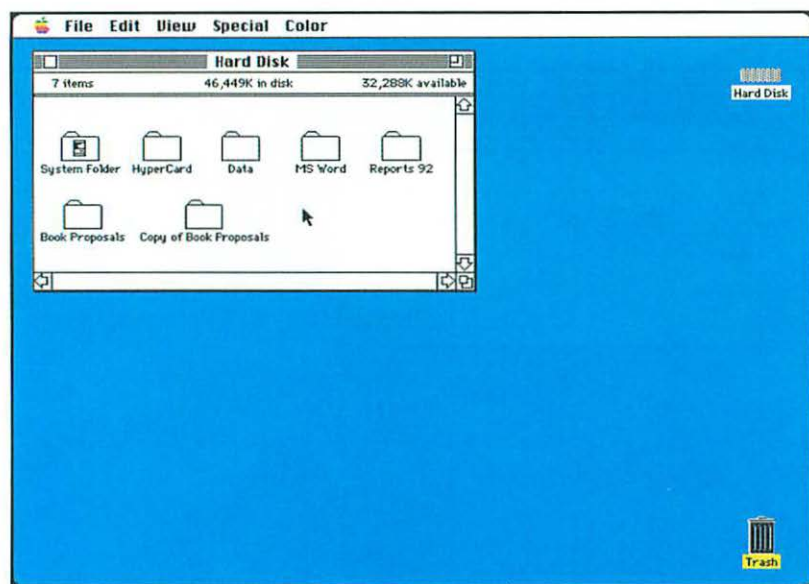 File Edit View Special Color
Hard Disk
7 items 46,449K in disk 32,288K available
System Folder HyperCard Data MS Word Reports 92
Book Proposals Copy of Book Proposals
Hard Disk
Trash